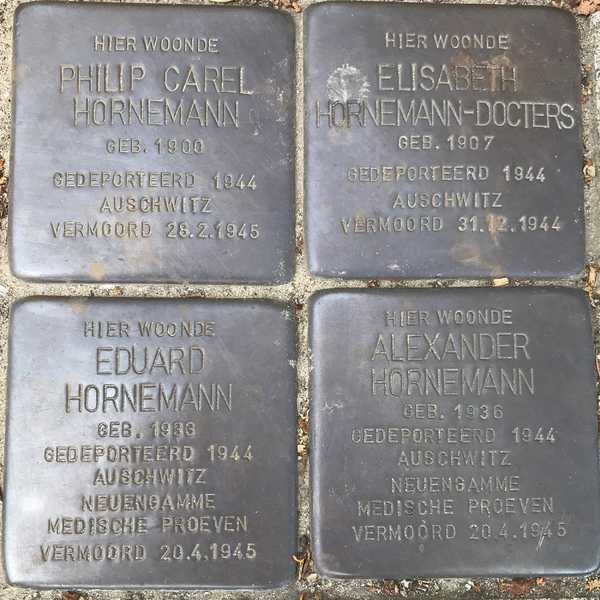 HIER WOONDE
PHILIP CAREL
HORNEMANN
GEB. 1900
GEDEPORTEERD 1944
AUSCHWITZ
VERMOORD 28.2.1945
HIER WOONDE
ELISABETH
HORNEMANN-DOCTERS
GEB. 1907
GEDEPORTEERD 1944
AUSCHWITZ
VERMOORD 31.12.1944
HIER WOONDE
EDUARD
HORNEMANN
GEB. 1933
GEDEPORTEERD 1944
AUSCHWITZ
NEUENGAMME
MEDISCHE PROEVEN
VERMOORD 20.4.1945
HIER WOONDE
ALEXANDER
HORNEMANN
GEB. 1936
GEDEPORTEERD 1944
AUSCHWITZ
NEUENGAMME
MEDISCHE PROEVEN
VERMOORD 20.4.1945